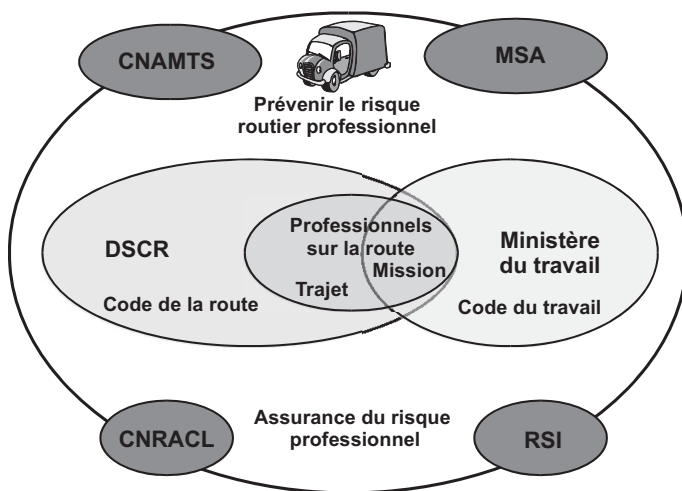 CNAMTS
MSA
Prévenir le risque
routier professionnel
DSCR
Code de la route
Professionnels
sur la route
Mission
Trajet
Ministère
du travail
Code du travail
CNRACL
Assurance du risque
professionnel
RSI